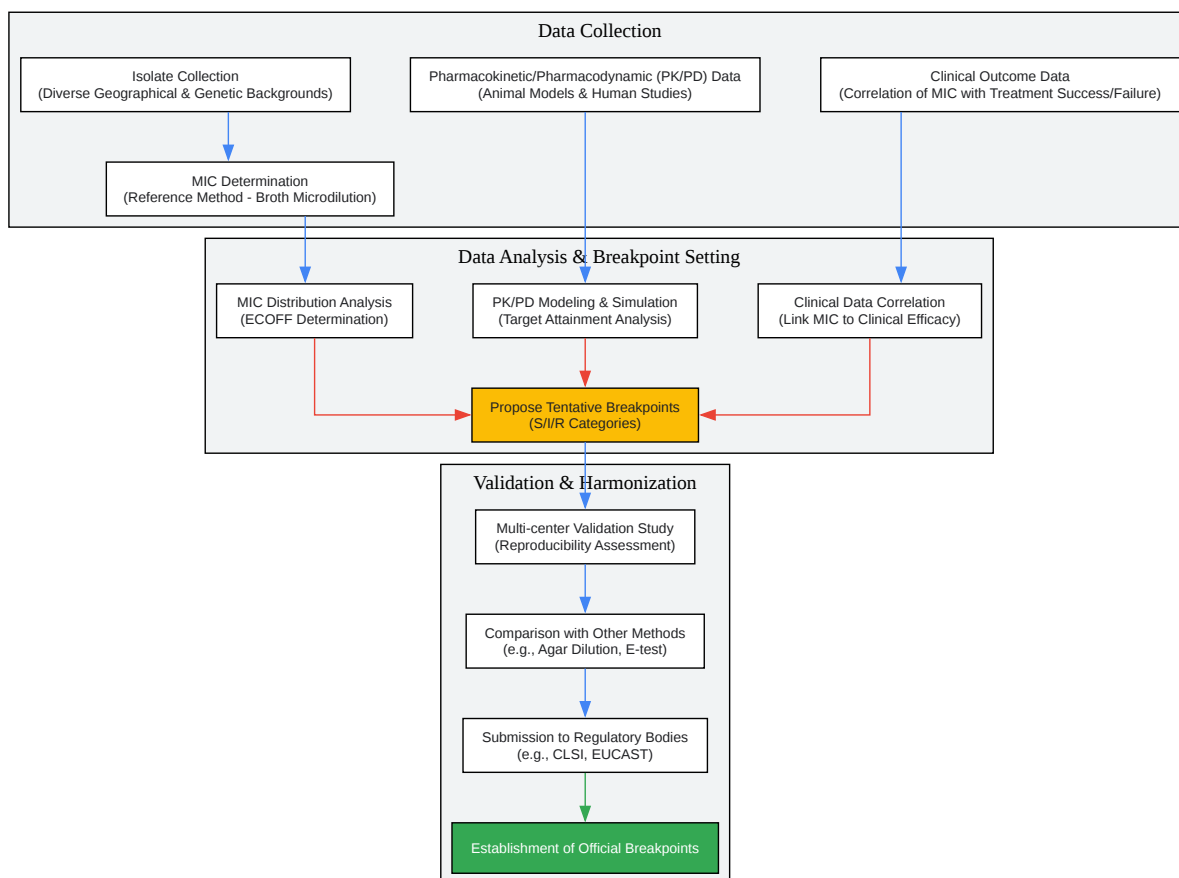 Data Collection
Isolate Collection
(Diverse Geographical & Genetic Backgrounds)
Pharmacokinetic/Pharmacodynamic (PK/PD) Data
(Animal Models & Human Studies)
Clinical Outcome Data
(Correlation of MIC with Treatment Success/Failure)
MIC Determination
(Reference Method - Broth Microdilution)
Data Analysis & Breakpoint Setting
MIC Distribution Analysis
(ECOFF Determination)
PK/PD Modeling & Simulation
(Target Attainment Analysis)
Clinical Data Correlation
(Link MIC to Clinical Efficacy)
Propose Tentative Breakpoints
(S/I/R Categories)
Validation & Harmonization
Multi-center Validation Study
(Reproducibility Assessment)
Comparison with Other Methods
(e.g., Agar Dilution, E-test)
Submission to Regulatory Bodies
(e.g., CLSI, EUCAST)
Establishment of Official Breakpoints